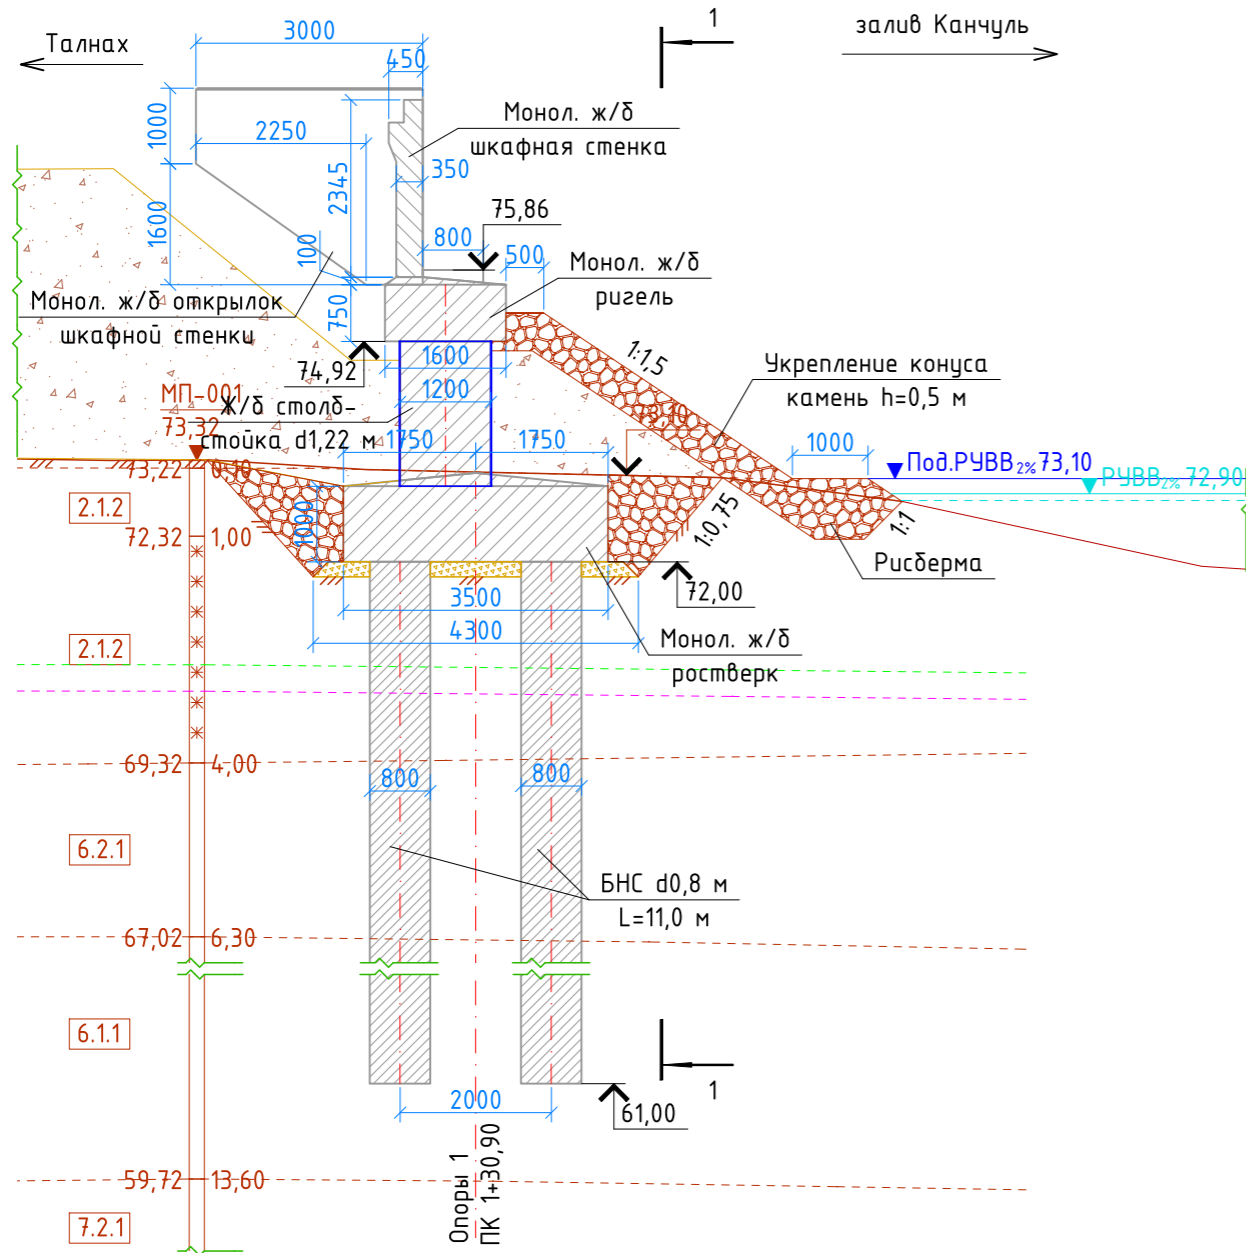 Талнах
3000
450
1
залив Канчуль
1000
2250
Монол. ж/б
шкафная стенка
350
2345
1600
75,86
800
500
100
Монол. ж/б
ригель
Монол. ж/б открылок
шкафной стенки
750
1:1,5
74,92
1600
Укрепление конуса
камень h=0,5 м
МП-001
73,32
1200
Ж/б столб-
стойка d1,22 м
1750
1750
73,10
1000
Под.РУВВ2% 73,10
РУВВ2% 72,90
73,22
0,10
2.1.2
72,32
1,00
1000
1:0,75
1:1
Рисберма
72,00
3500
4300
Монол. ж/б
ростверк
2.1.2
69,32
4,00
800
800
6.2.1
БНС d0,8 м
L=11,0 м
67,02
6,30
6.1.1
1
2000
61,00
Опоры 1
ПК 1+30,90
59,72
13,60
7.2.1